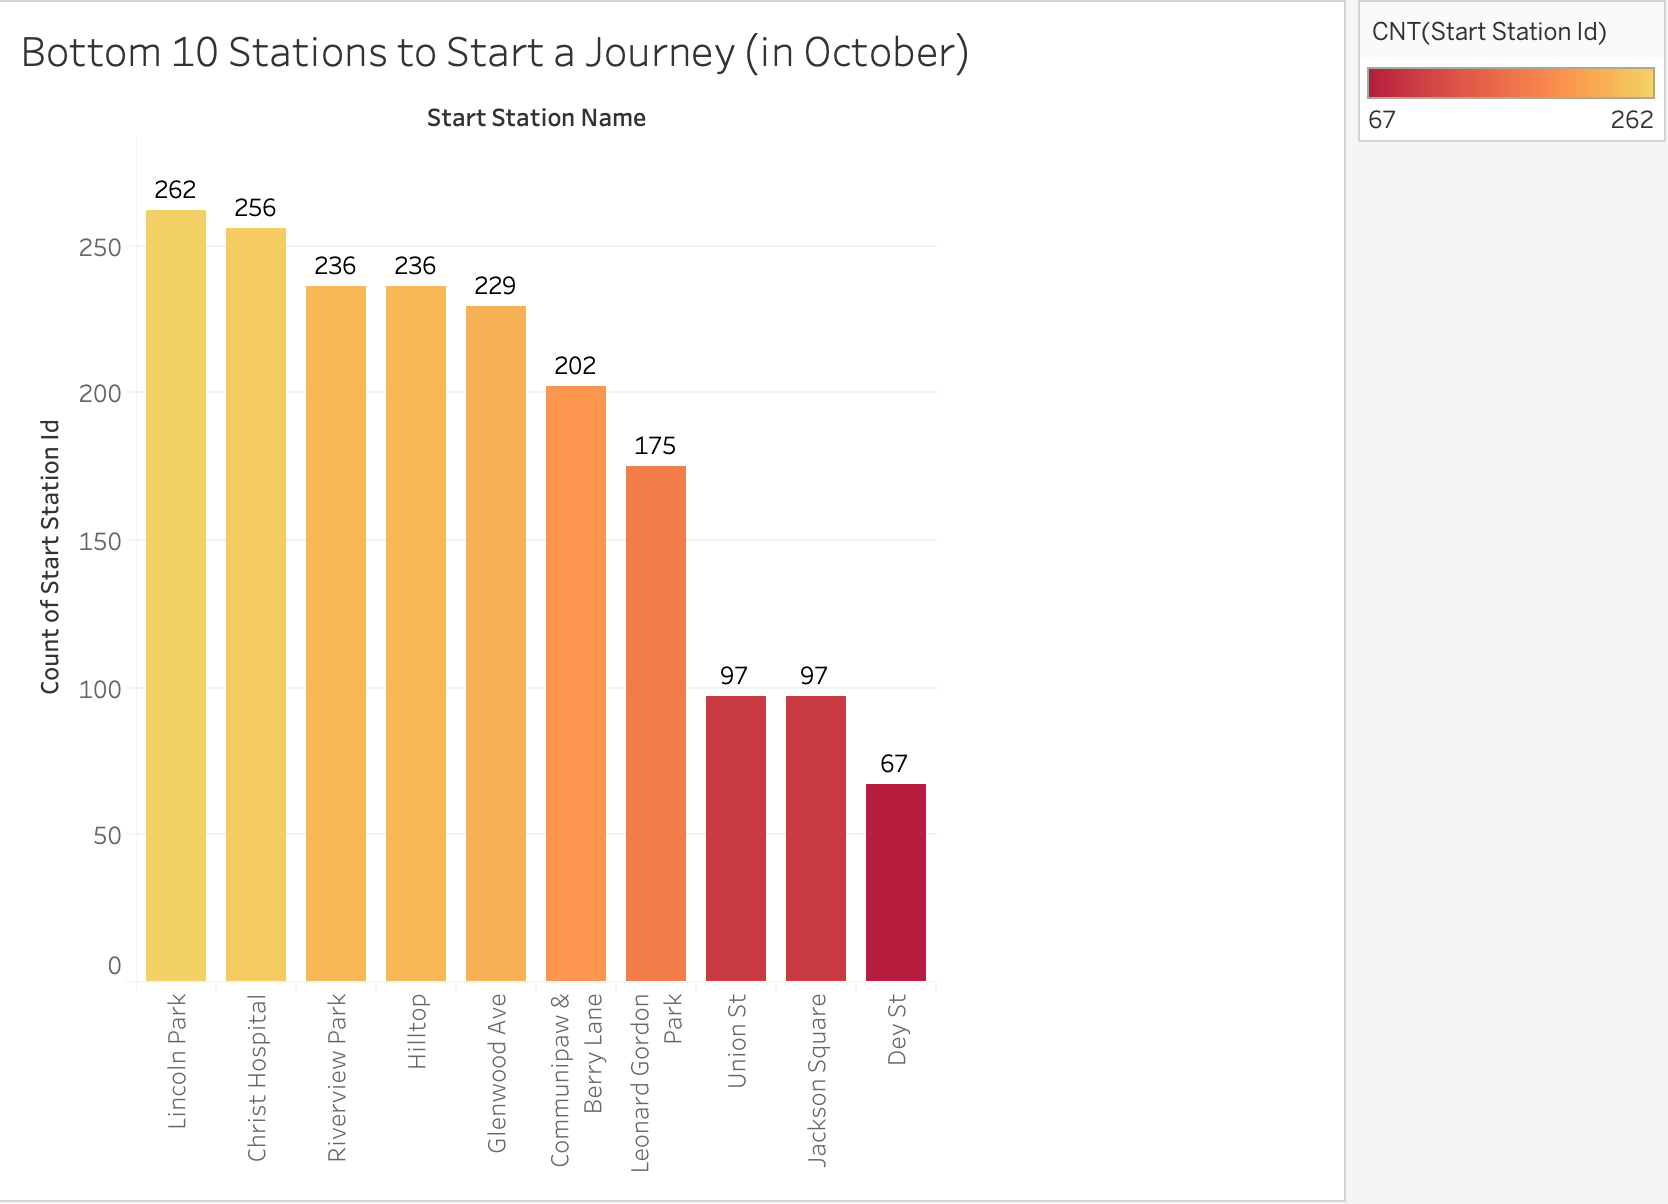 Bottom 10 Stations to Start a Journey (in October)
Start Station Name
Count of Start Station Id
250
200
150
100
50
0
262
256
236
236
229
202
175
97
97
67
Lincoln Park
Christ Hospital
Riverview Park
Hilltop
Glenwood Ave
Communipaw &
Berry Lane
Leonard Gordon
Park
Union St
Jackson Square
Dey St
CNT(Start Station Id)
67 262